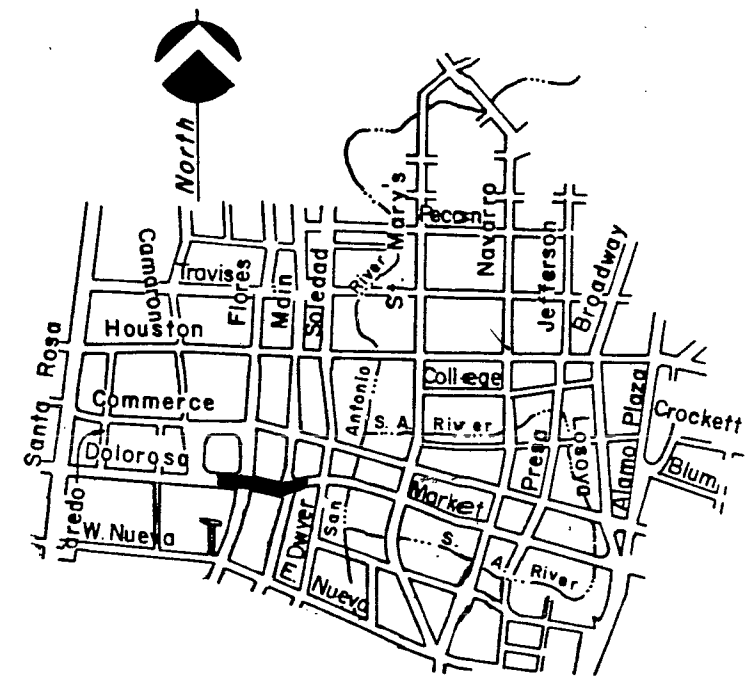 North
Mary's
St.
Pecan
Navarro
Jefferson
Broadway
Camaron
Travis
Flores
Main
Soledad
River
Houston
Santa Rosa
College
Commerce
Antonio
San
S. A. River
Alamo Plaza
Crockett
Dolorosa
Presa
Losoya
Blum
Market
Laredo
W. Nueva
Dwyer
E Nueva
S. A. River